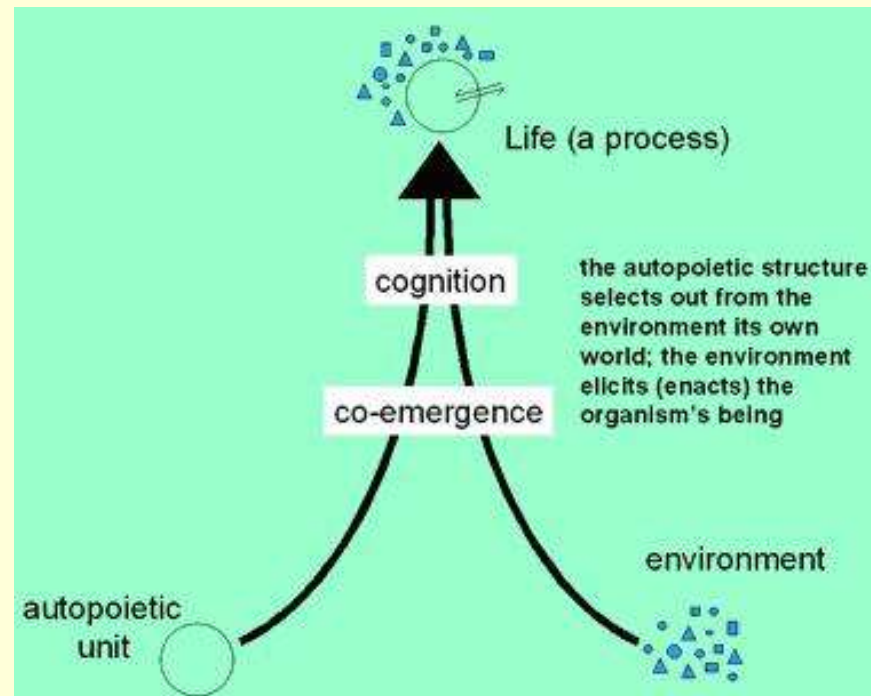 Life (a process)
cognition
the autopoietic structure
selects out from the
environment its own
world; the environment
elicits (enacts) the
organism's being
co-emergence
environment
autopoietic
unit